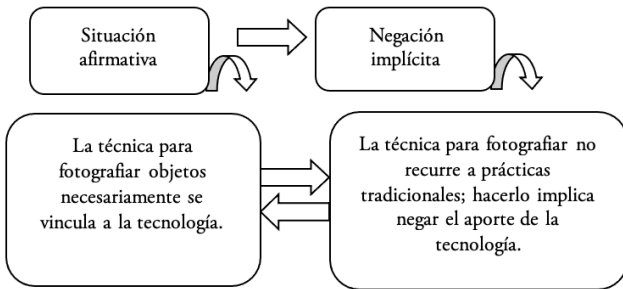 Situación
afirmativa
Negación
implícita
La técnica para
fotografiar objetos
necesariamente se
vincula a la tecnología.
La técnica para fotografiar no
recurre a prácticas
tradicionales; hacerlo implica
negar el aporte de la
tecnología.